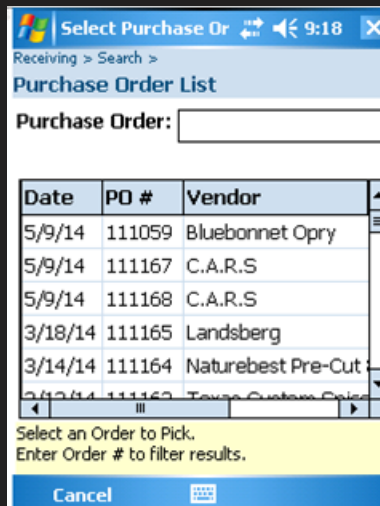 Select Purchase Or 9:18
Receiving > Search >
Purchase Order List
Purchase Order:
Date PO # Vendor
5/9/14 111059 Bluebonnet Opry
5/9/14 111167 C.A.R.S
5/9/14 111168 C.A.R.S
3/18/14 111165 Landsberg
3/14/14 111164 Naturebest Pre-Cut
Select an Order to Pick.
Enter Order # to filter results.
Cancel